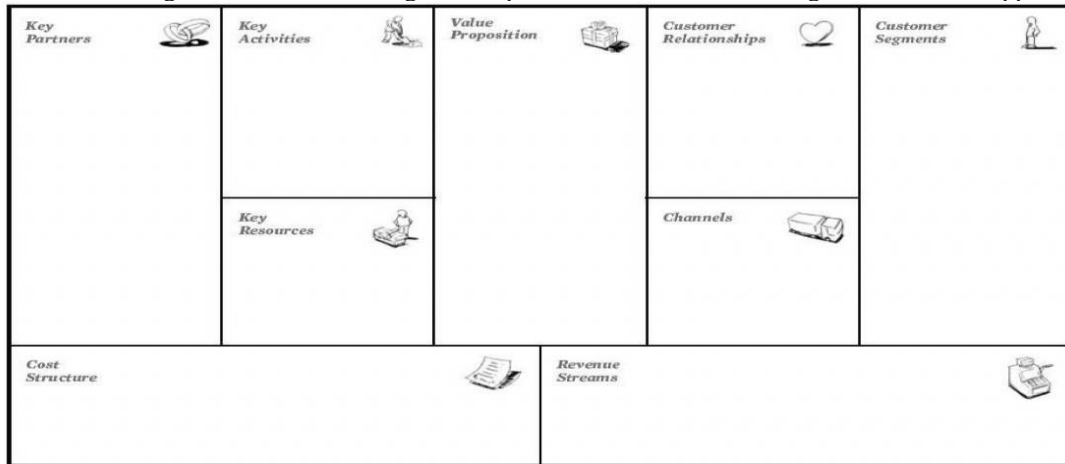 Key
Partners
Key
Activities
Value
Proposition
Customer
Relationships
Customer
Segments
Key
Resources
Channels
Cost
Structure
Revenue
Streams